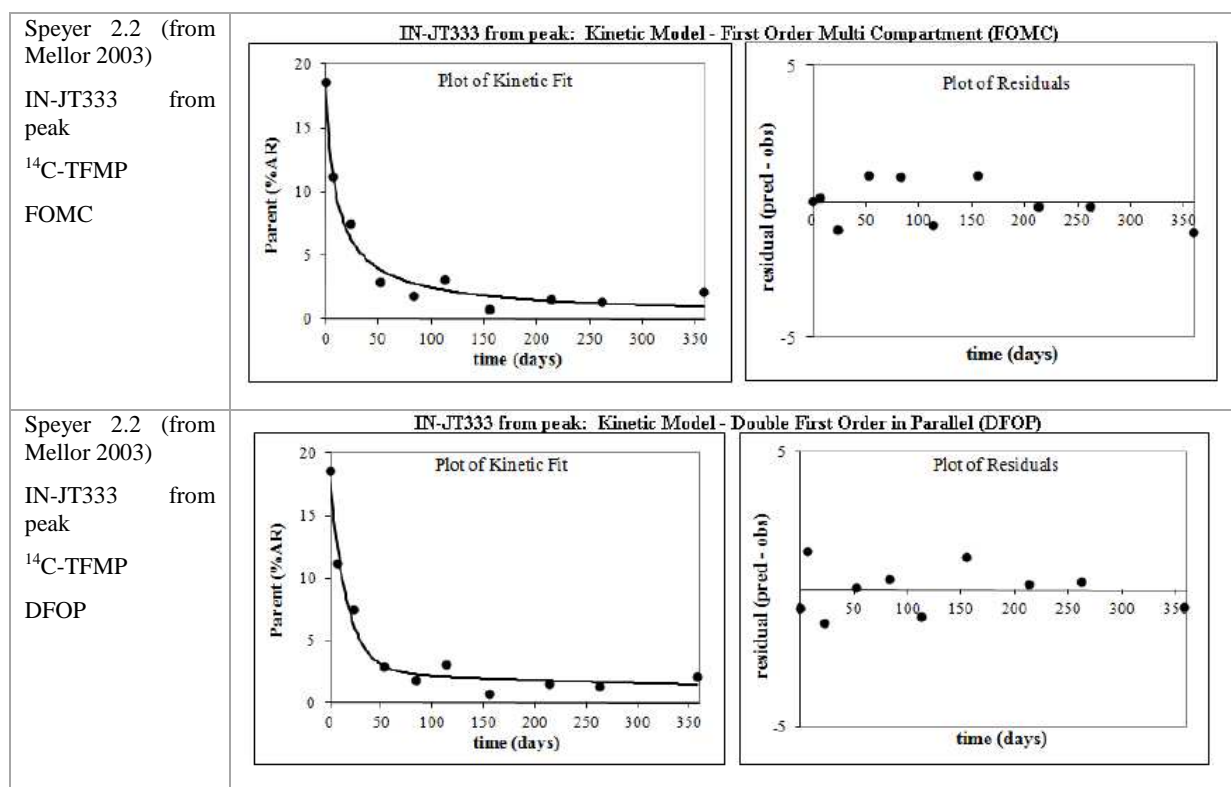 Speyer 2.2 (from
Mellor 2003)
IN-JT333 from
peak
14C-TFMP
FOMC
IN-JT333 from peak: Kinetic Model - First Order Multi Compartment (FOMC)
Plot of Kinetic Fit
Parent (%AR)
20
15
10
5
0
0 50 100 150 200 250 300 350
time (days)
Plot of Residuals
residual (pred - obs)
5
0 50 100 150 200 250 300 350
-5
time (days)
Speyer 2.2 (from
Mellor 2003)
IN-JT333 from
peak
14C-TFMP
DFOP
IN-JT333 from peak: Kinetic Model - Double First Order in Parallel (DFOP)
Plot of Kinetic Fit
Parent (%AR)
20
15
10
5
0
0 50 100 150 200 250 300 350
time (days)
Plot of Residuals
residual (pred - obs)
5
0 50 100 150 200 250 300 350
-5
time (days)